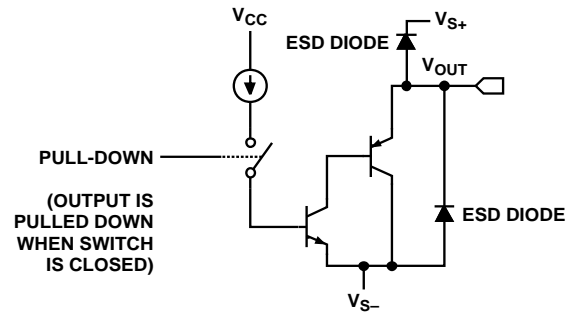 VCC
VS+
ESD DIODE
VOUT
PULL-DOWN
(OUTPUT IS
PULLED DOWN
WHEN SWITCH
IS CLOSED)
ESD DIODE
VS–